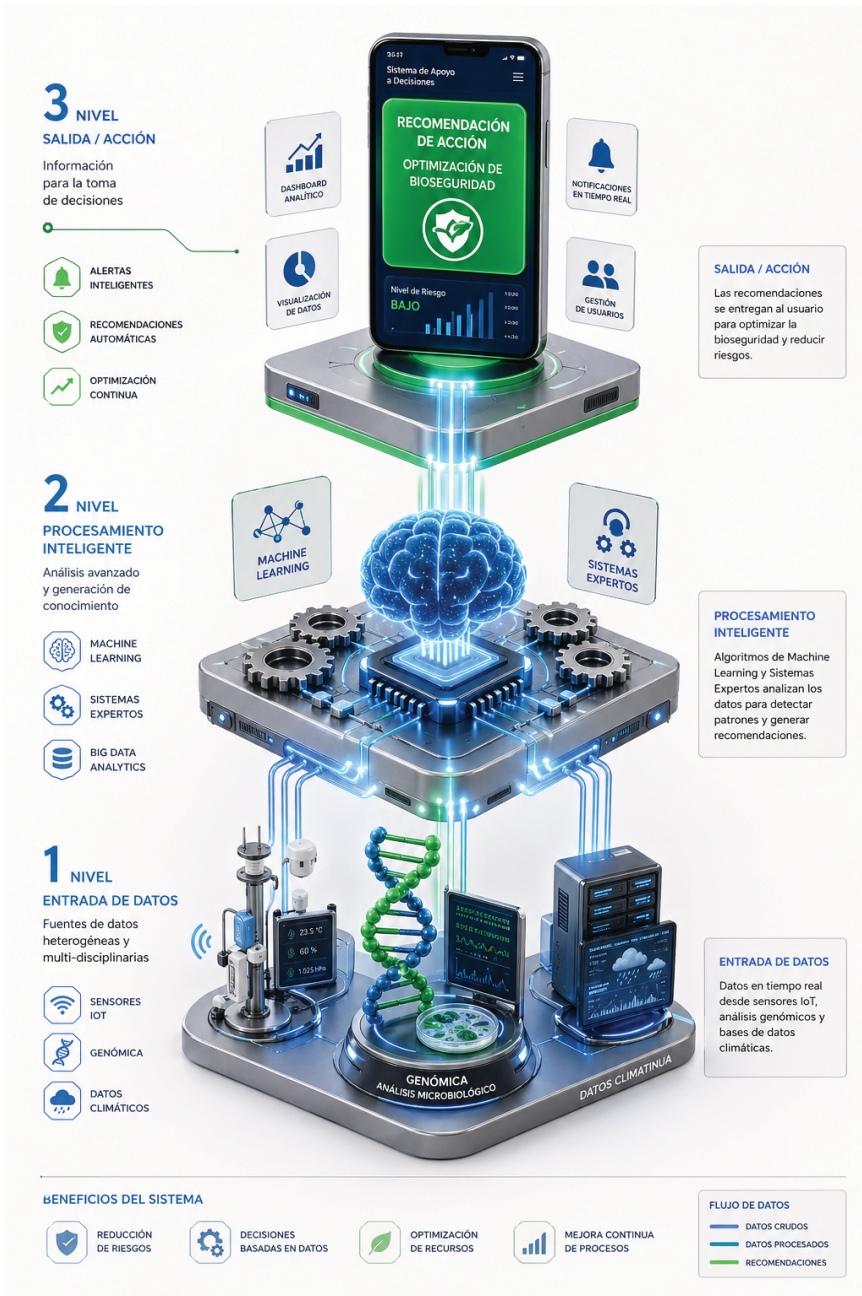 3 NIVEL
SALIDA / ACCIÓN
Información
para la toma
de decisiones
ALERTAS
INTELIGENTES
RECOMENDACIONES
AUTOMÁTICAS
OPTIMIZACIÓN
CONTINUA
DASHBOARD
ANALÍTICO
VISUALIZACIÓN
DE DATOS
Sistema de Apoyo
a Decisiones
RECOMENDACIÓN
DE ACCIÓN
OPTIMIZACIÓN DE
BIOSEGURIDAD
Nivel de Riesgo
BAJO
NOTIFICACIONES
EN TIEMPO REAL
GESTIÓN
DE USUARIOS
SALIDA / ACCIÓN
Las recomendaciones
se entregan al usuario
para optimizar la
bioseguridad y reducir
riesgos.
2 NIVEL
PROCESAMIENTO
INTELIGENTE
Análisis avanzado
y generación de
conocimiento
MACHINE
LEARNING
SISTEMAS
EXPERTOS
BIG DATA
ANALYTICS
MACHINE
LEARNING
SISTEMAS
EXPERTOS
PROCESAMIENTO
INTELIGENTE
Algoritmos de Machine
Learning y Sistemas
Expertos analizan los
datos para detectar
patrones y generar
recomendaciones.
1 NIVEL
ENTRADA DE DATOS
Fuentes de datos
heterogéneas y
multi-disciplinarias
SENSORES
IOT
GENÓMICA
DATOS
CLIMÁTICOS
23.5 °C
60 %
1025 hPa
GENÓMICA
ANÁLISIS MICROBIOLÓGICO
DATOS CLIMATINUA
ENTRADA DE DATOS
Datos en tiempo real
desde sensores IoT,
análisis genómicos y
bases de datos
climáticas.
BENEFICIOS DEL SISTEMA
REDUCCIÓN
DE RIESGOS
DECISIONES
BASADAS EN DATOS
OPTIMIZACIÓN
DE RECURSOS
MEJORA CONTINUA
DE PROCESOS
FLUJO DE DATOS
DATOS CRUDOS
DATOS PROCESADOS
RECOMENDACIONES